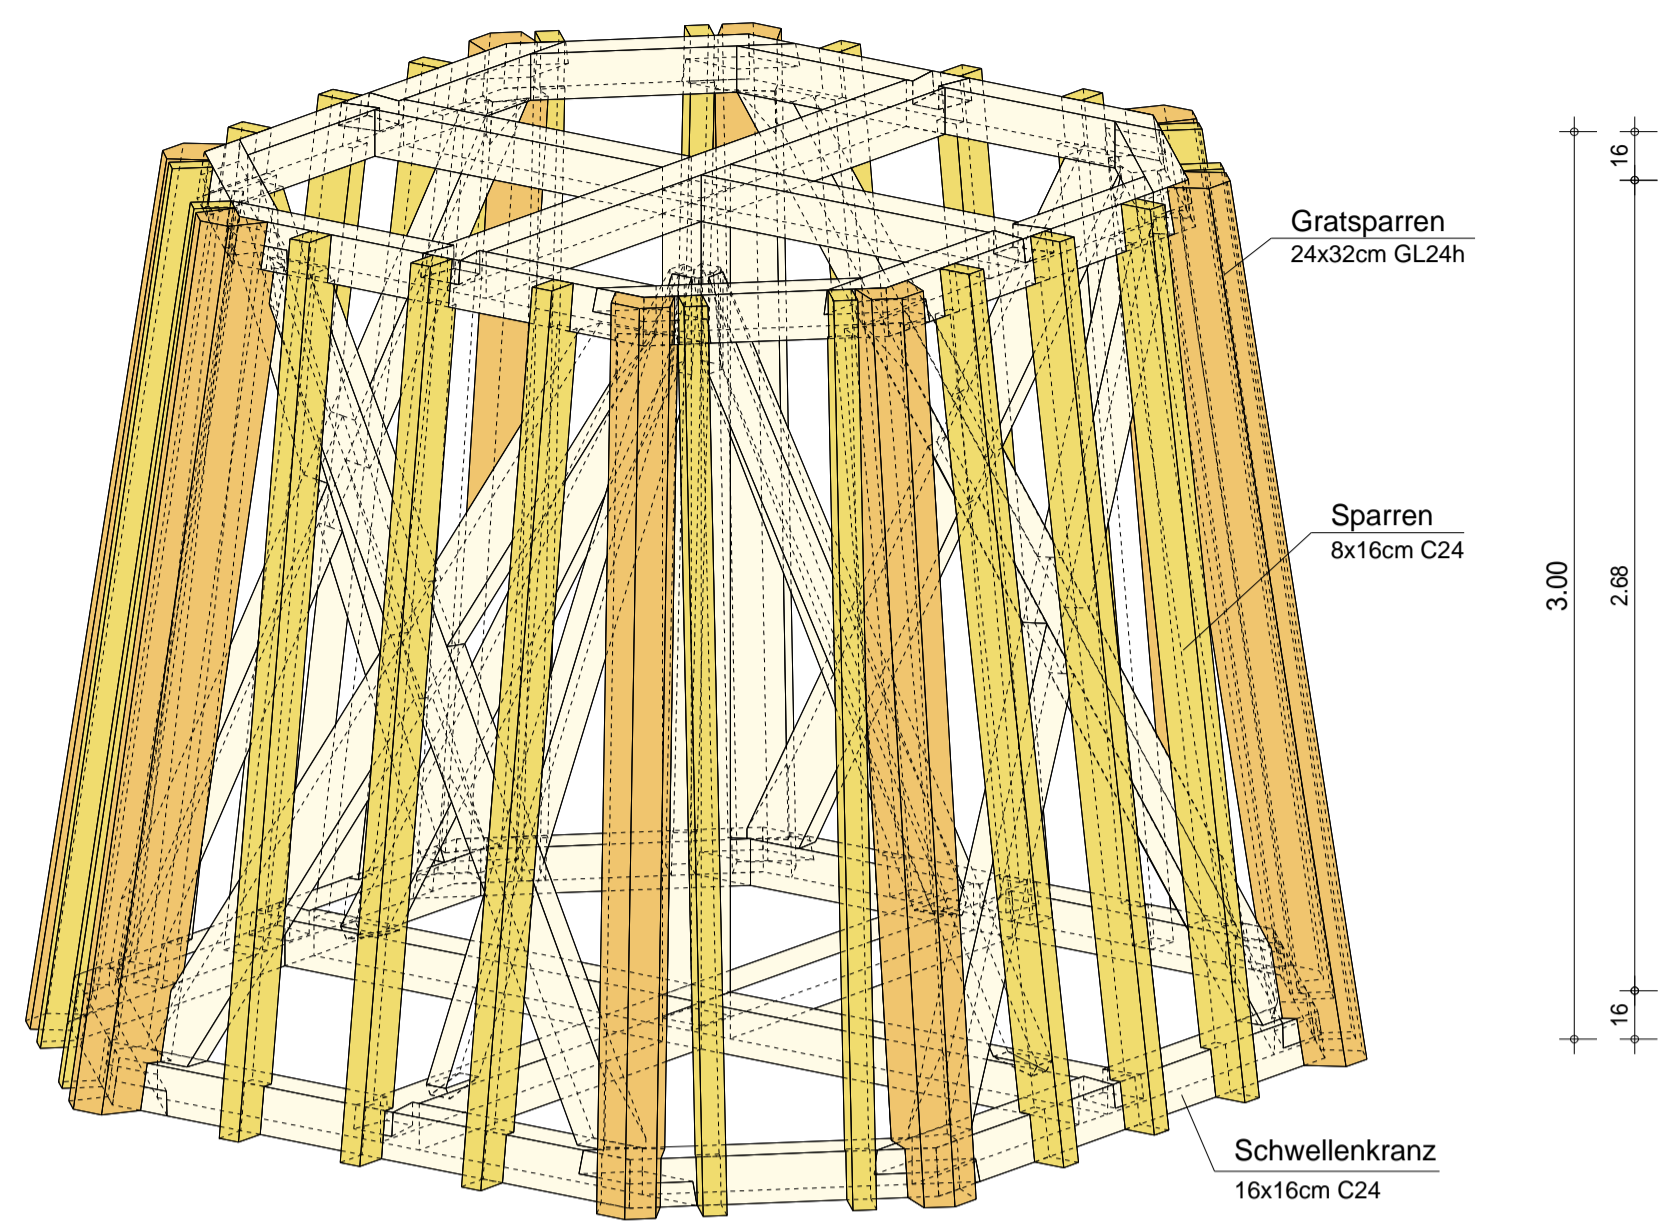 Gratsparren
24x32cm GL24h
Sparren
8x16cm C24
Schwellenkranz
16x16cm C24
3.00
16
2.68
16